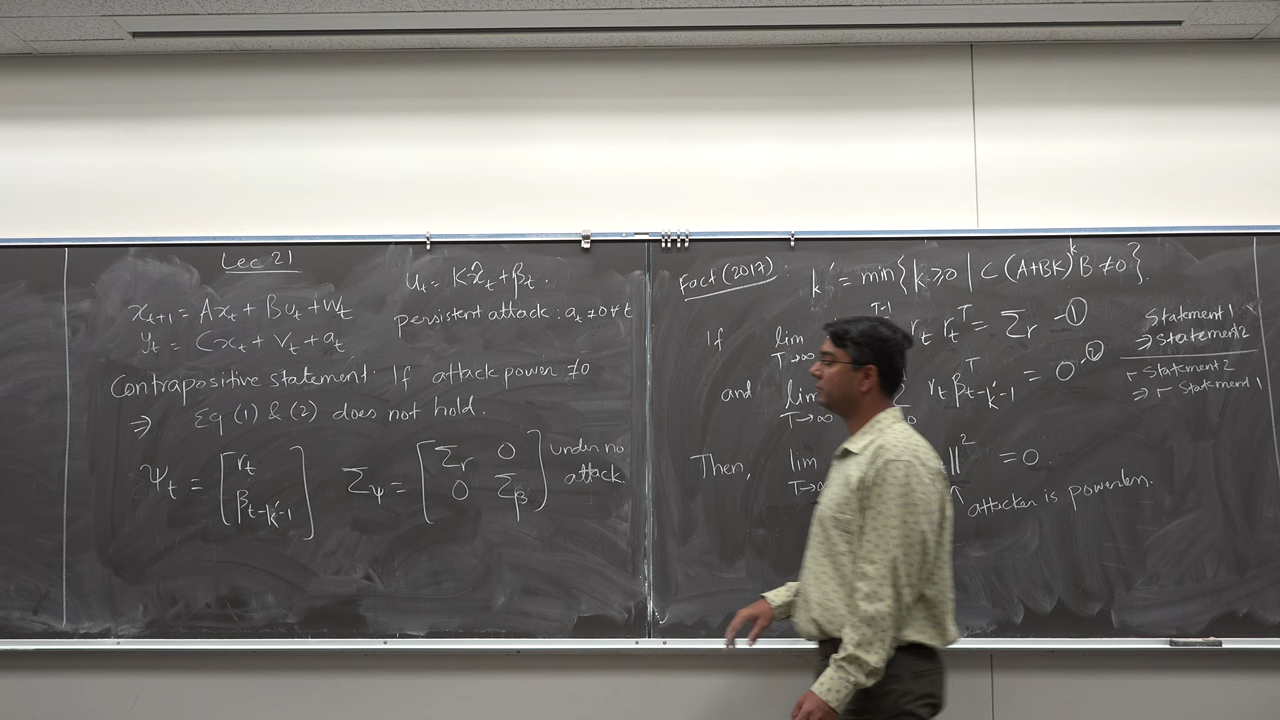 Lec 21
x_{t+1} = Ax_t + Bu_t + w_t
y_t = Cx_t + v_t + a_t
u_t = Kx̂_t + β_t.
persistent attack: a_t ≠ 0 ∀ t
Contrapositive statement: If attack power ≠ 0
⇒ Eq (1) & (2) does not hold.
Ψ_t = [r_t β_{t-k'-1}] Σ_Ψ = [Σ_r 0 0 Σ_β] under no attack
Fact (2017): k' = min{k ≥ 0 | C(A+BK)^k B ≠ 0}.
If lim T→∞ T-1 r_t r_t^T = Σ_r - ①
and lim T→∞ r_t β^T_{t-k'-1} = 0 ②
Then, lim T→∞ ||² = 0
attacker is powerless.
Statement 1
⇒ Statement 2
¬ Statement 2
⇒ ¬ Statement 1